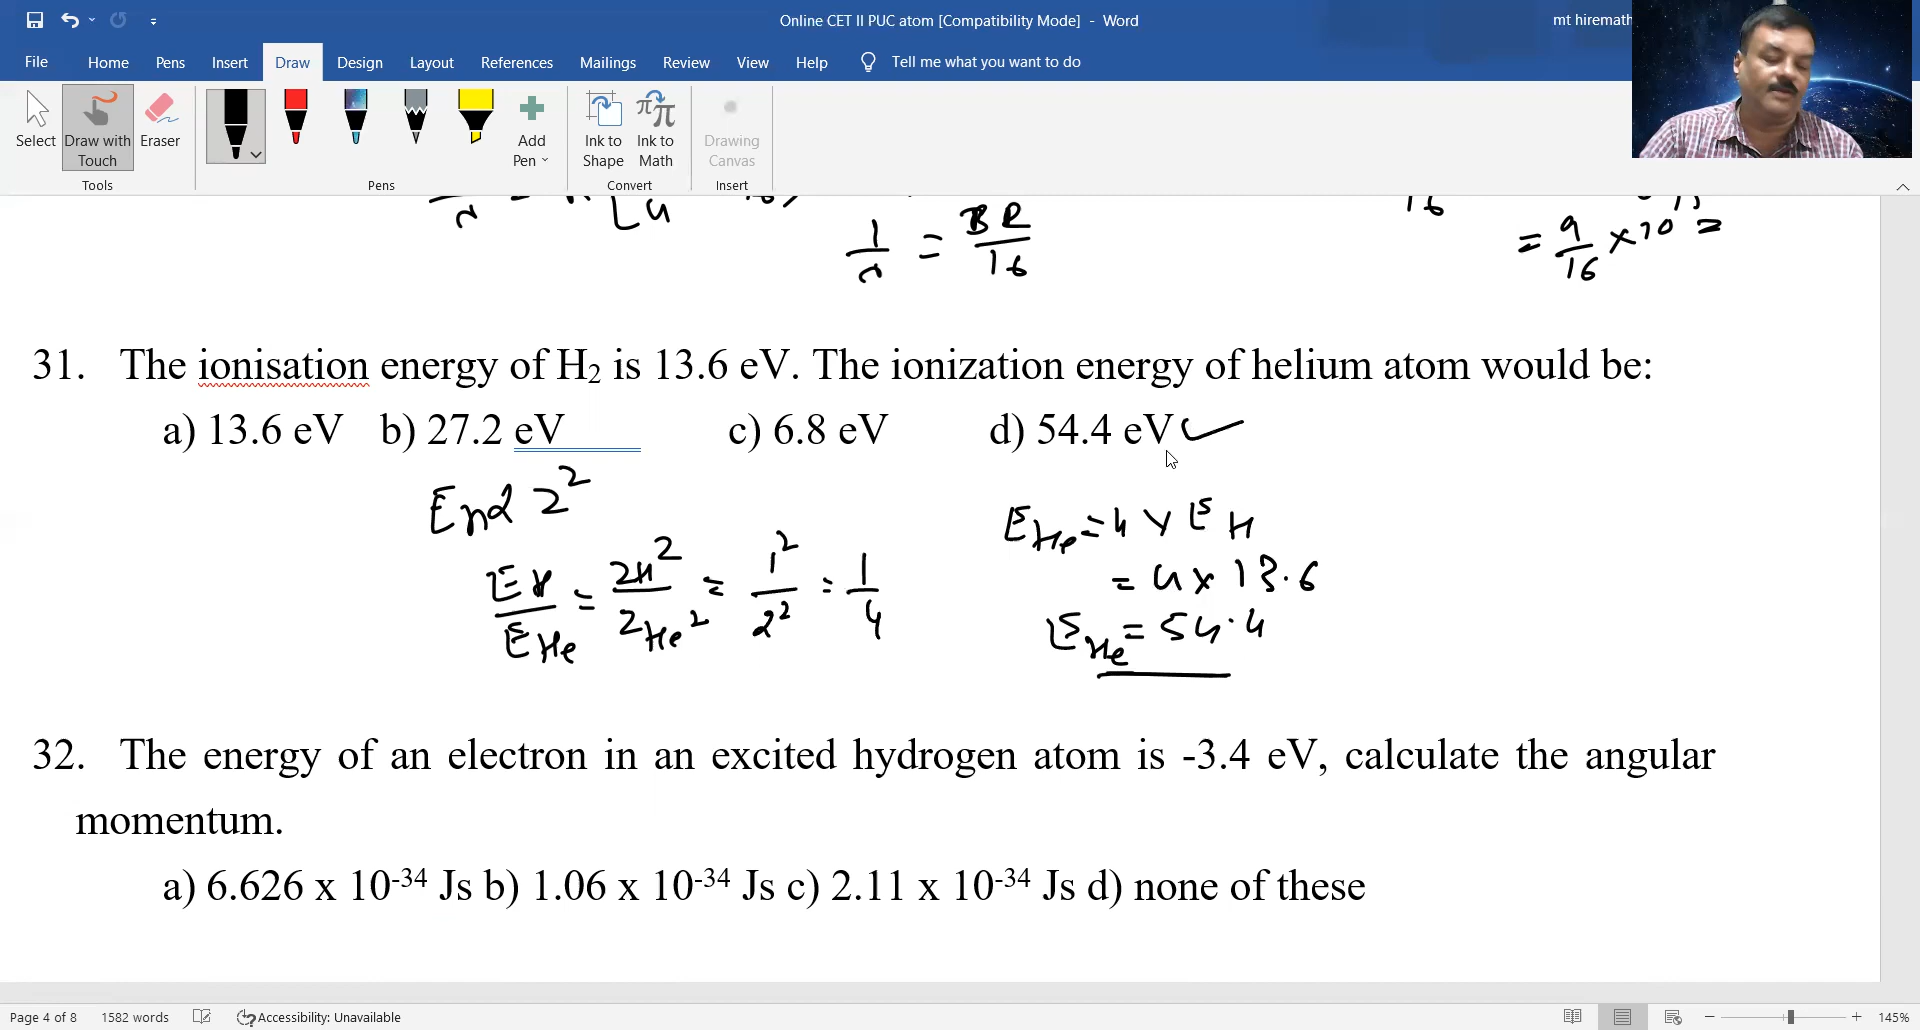 Online CET II PUC atom [Compatibility Mode] - Word
mt hiremath
File Home Pens Insert Draw Design Layout References Mailings Review View Help Tell me what you want to do
Select Draw with Touch Eraser Add Pen Ink to Shape Ink to Math Drawing Canvas
Tools Pens Convert Insert
1/λ = 3R/16
= 9/16 × 10 =
31. The ionisation energy of H₂ is 13.6 eV. The ionization energy of helium atom would be:
a) 13.6 eV b) 27.2 eV c) 6.8 eV d) 54.4 eV
En α Z²
E_H/E_He = Z_H²/Z_He² = 1²/2² = 1/4
E_He = 4 × E_H
= 4 × 13.6
E_He = 54.4
32. The energy of an electron in an excited hydrogen atom is -3.4 eV, calculate the angular
momentum.
a) 6.626 x 10⁻³⁴ Js b) 1.06 x 10⁻³⁴ Js c) 2.11 x 10⁻³⁴ Js d) none of these
Page 4 of 8 1582 words Accessibility: Unavailable 145%